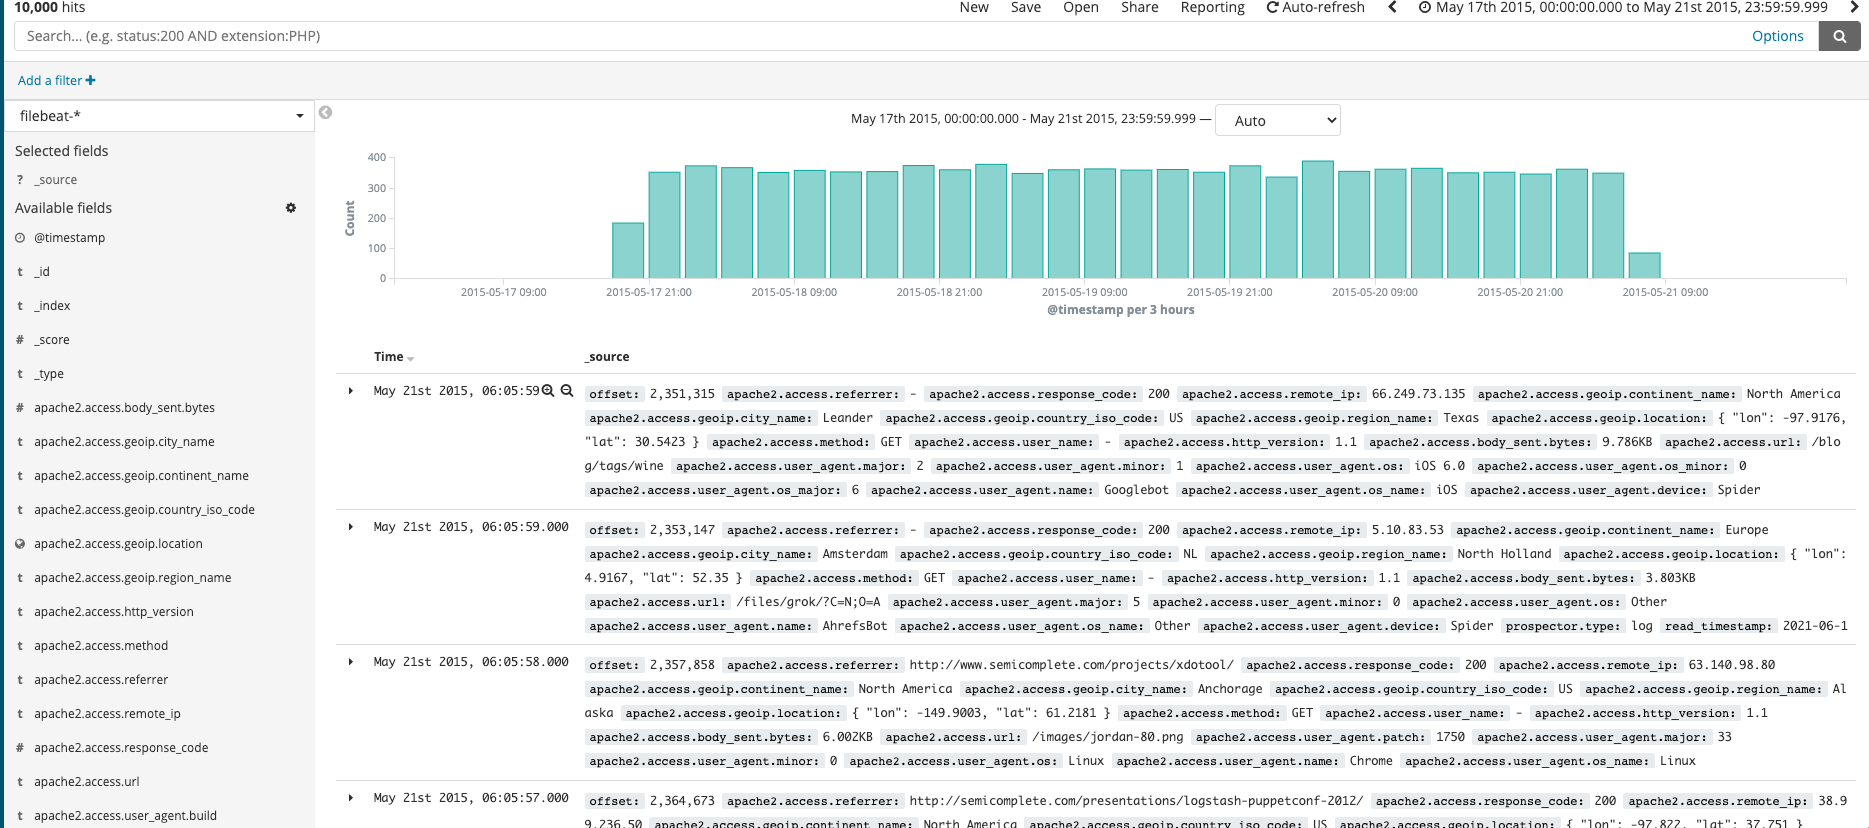 10,000 hits
New Save Open Share Reporting Auto-refresh May 17th 2015, 00:00:00.000 to May 21st 2015, 23:59:59.999
Search... (e.g. status:200 AND extension:PHP) Options
Add a filter +
filebeat-*
Selected fields
? _source
Available fields
@timestamp
t _id
t _index
# _score
t _type
# apache2.access.body_sent.bytes
t apache2.access.geoip.city_name
t apache2.access.geoip.continent_name
t apache2.access.geoip.country_iso_code
apache2.access.geoip.location
t apache2.access.geoip.region_name
t apache2.access.http_version
t apache2.access.method
t apache2.access.referrer
t apache2.access.remote_ip
# apache2.access.response_code
t apache2.access.url
t apache2.access.user_agent.build
May 17th 2015, 00:00:00.000 - May 21st 2015, 23:59:59.999 — Auto
Count
400
300
200
100
0
2015-05-17 09:00 2015-05-17 21:00 2015-05-18 09:00 2015-05-18 21:00 2015-05-19 09:00 2015-05-19 21:00 2015-05-20 09:00 2015-05-20 21:00 2015-05-21 09:00
@timestamp per 3 hours
Time _source
May 21st 2015, 06:05:59 offset: 2,351,315 apache2.access.referrer: - apache2.access.response_code: 200 apache2.access.remote_ip: 66.249.73.135 apache2.access.geoip.continent_name: North America
apache2.access.geoip.city_name: Leander apache2.access.geoip.country_iso_code: US apache2.access.geoip.region_name: Texas apache2.access.geoip.location: { "lon": -97.9176,
"lat": 30.5423 } apache2.access.method: GET apache2.access.user_name: - apache2.access.http_version: 1.1 apache2.access.body_sent.bytes: 9.786KB apache2.access.url: /blo
g/tags/wine apache2.access.user_agent.major: 2 apache2.access.user_agent.minor: 1 apache2.access.user_agent.os: iOS 6.0 apache2.access.user_agent.os_minor: 0
apache2.access.user_agent.os_major: 6 apache2.access.user_agent.name: Googlebot apache2.access.user_agent.os_name: iOS apache2.access.user_agent.device: Spider
May 21st 2015, 06:05:59.000 offset: 2,353,147 apache2.access.referrer: - apache2.access.response_code: 200 apache2.access.remote_ip: 5.10.83.53 apache2.access.geoip.continent_name: Europe
apache2.access.geoip.city_name: Amsterdam apache2.access.geoip.country_iso_code: NL apache2.access.geoip.region_name: North Holland apache2.access.geoip.location: { "lon":
4.9167, "lat": 52.35 } apache2.access.method: GET apache2.access.user_name: - apache2.access.http_version: 1.1 apache2.access.body_sent.bytes: 3.803KB
apache2.access.url: /files/grok/?C=N;O=A apache2.access.user_agent.major: 5 apache2.access.user_agent.minor: 0 apache2.access.user_agent.os: Other
apache2.access.user_agent.name: AhrefsBot apache2.access.user_agent.os_name: Other apache2.access.user_agent.device: Spider prospector.type: log read_timestamp: 2021-06-1
May 21st 2015, 06:05:58.000 offset: 2,357,858 apache2.access.referrer: http://www.semicomplete.com/projects/xdotool/ apache2.access.response_code: 200 apache2.access.remote_ip: 63.140.98.80
apache2.access.geoip.continent_name: North America apache2.access.geoip.city_name: Anchorage apache2.access.geoip.country_iso_code: US apache2.access.geoip.region_name: Al
aska apache2.access.geoip.location: { "lon": -149.9003, "lat": 61.2181 } apache2.access.method: GET apache2.access.user_name: - apache2.access.http_version: 1.1
apache2.access.body_sent.bytes: 6.002KB apache2.access.url: /images/jordan-80.png apache2.access.user_agent.patch: 1750 apache2.access.user_agent.major: 33
apache2.access.user_agent.minor: 0 apache2.access.user_agent.os: Linux apache2.access.user_agent.name: Chrome apache2.access.user_agent.os_name: Linux
May 21st 2015, 06:05:57.000 offset: 2,364,673 apache2.access.referrer: http://semicomplete.com/presentations/logstash-puppetconf-2012/ apache2.access.response_code: 200 apache2.access.remote_ip: 38.9
9.236.50 apache2.access.geoip.continent_name: North America apache2.access.geoip.country_iso_code: US apache2.access.geoip.location: { "lon": -97.822, "lat": 37.751 }